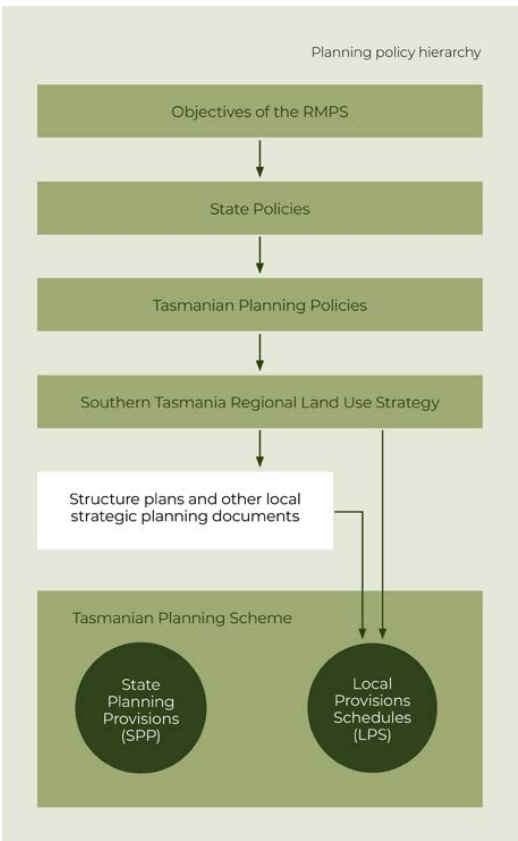 Planning policy hierarchy
Objectives of the RMPS
State Policies
Tasmanian Planning Policies
Southern Tasmania Regional Land Use Strategy
Structure plans and other local
strategic planning documents
Tasmanian Planning Scheme
State
Planning
Provisions
(SPP)
Local
Provisions
Schedules
(LPS)